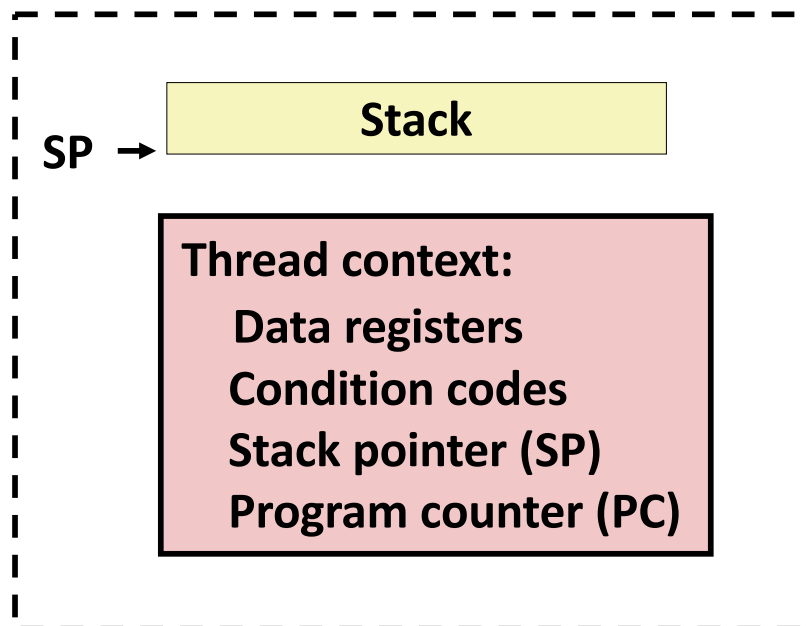 Stack
SP
Thread context:
Data registers
Condition codes
Stack pointer (SP)
Program counter (PC)